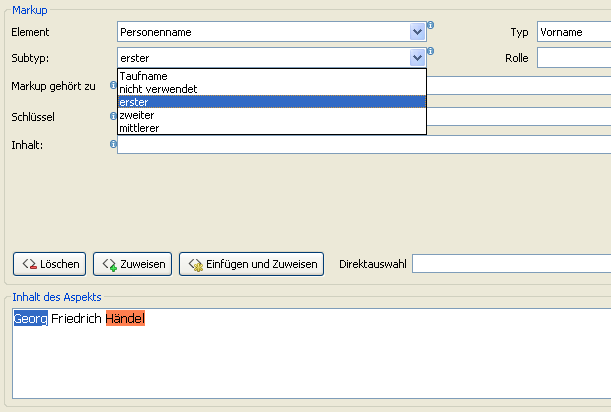 Markup
Element Personenname Typ Vorname
Subtyp: erster Rolle
Taufname
nicht verwendet
erster
zweiter
mittlerer
Markup gehört zu
Schlüssel
Inhalt:
Löschen Zuweisen Einfügen und Zuweisen Direktauswahl
Inhalt des Aspekts
Georg Friedrich Händel